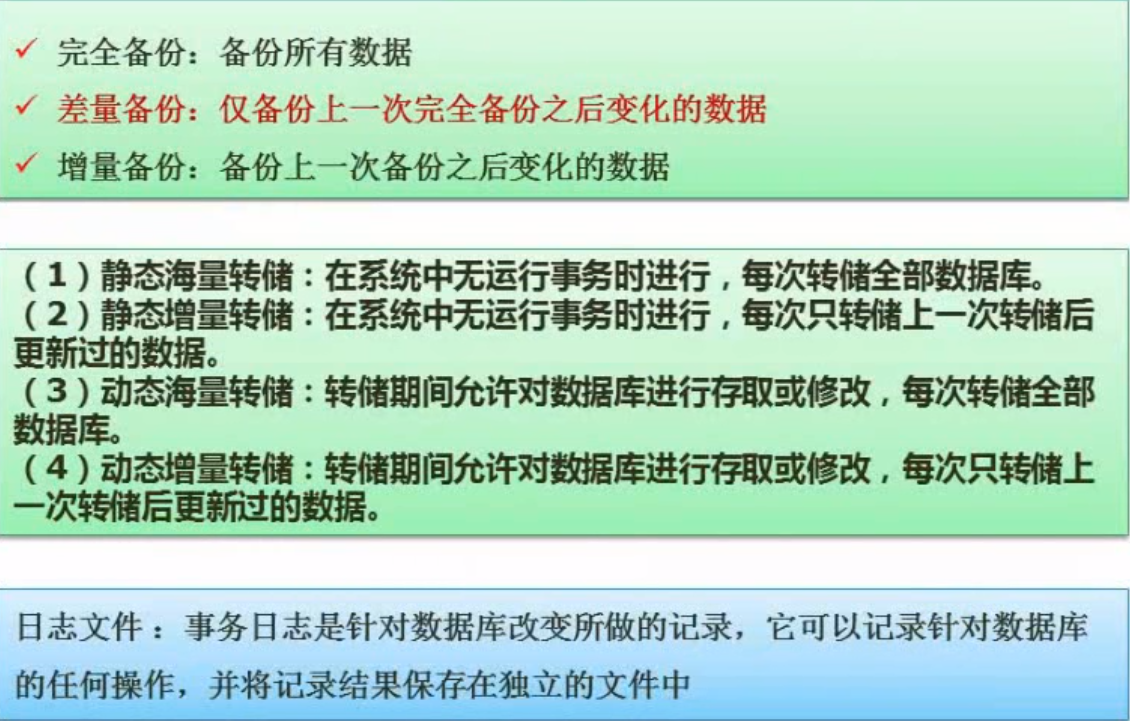 ✓ 完全备份：备份所有数据
✓ 差量备份：仅备份上一次完全备份之后变化的数据
✓ 增量备份：备份上一次备份之后变化的数据
（1）静态海量转储：在系统中无运行事务时进行，每次转储全部数据库。
（2）静态增量转储：在系统中无运行事务时进行，每次只转储上一次转储后
更新过的数据。
（3）动态海量转储：转储期间允许对数据库进行存取或修改，每次转储全部
数据库。
（4）动态增量转储：转储期间允许对数据库进行存取或修改，每次只转储上
一次转储后更新过的数据。
日志文件：事务日志是针对数据库改变所做的记录，它可以记录针对数据库
的任何操作，并将记录结果保存在独立的文件中